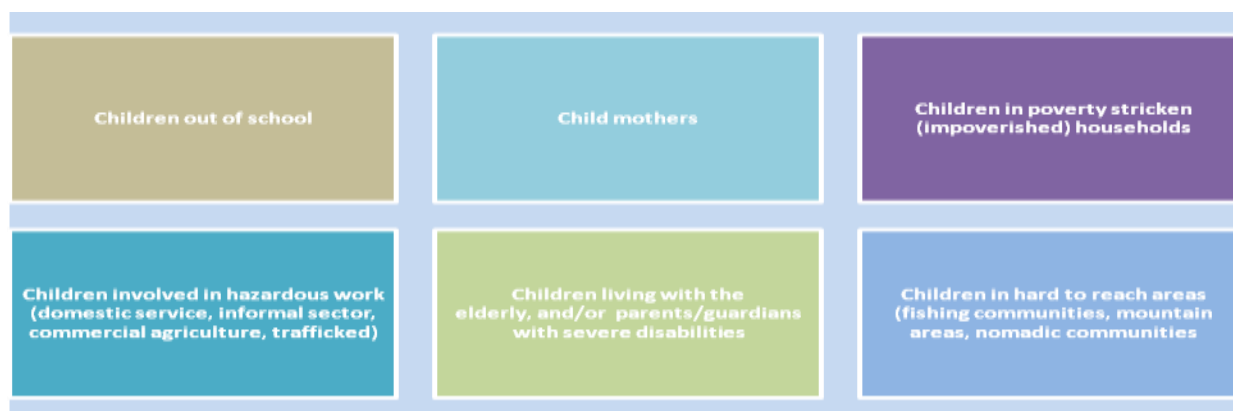 Children out of school
Child mothers
Children in poverty stricken
(impoverished) households
Children involved in hazardous work
(domestic service, informal sector,
commercial agriculture, trafficked)
Children living with the
elderly, and/or parents/guardians
with severe disabilities
Children in hard to reach areas
(fishing communities, mountain
areas, nomadic communities